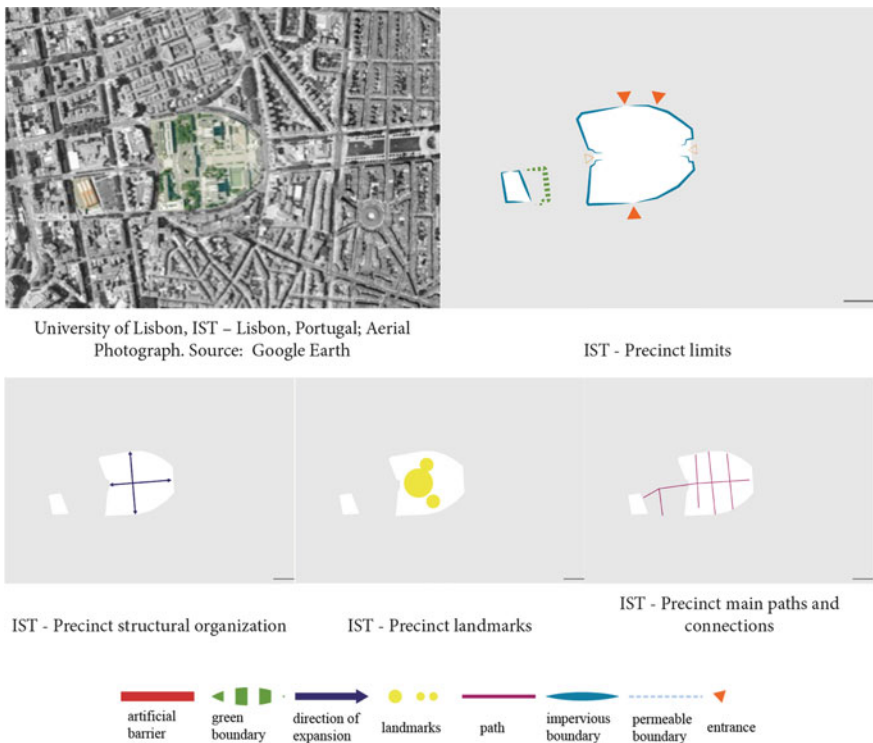 University of Lisbon, IST – Lisbon, Portugal; Aerial
Photograph. Source: Google Earth
IST - Precinct limits
IST - Precinct structural organization
IST - Precinct landmarks
IST - Precinct main paths and
connections
artificial
barrier
green
boundary
direction of
expansion
landmarks
path
impervious
boundary
permeable
boundary
entrance